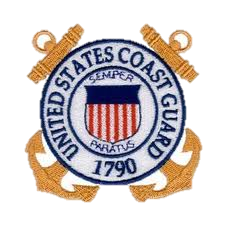 UNITED STATES COAST GUARD
SEMPER
PARATUS
1790